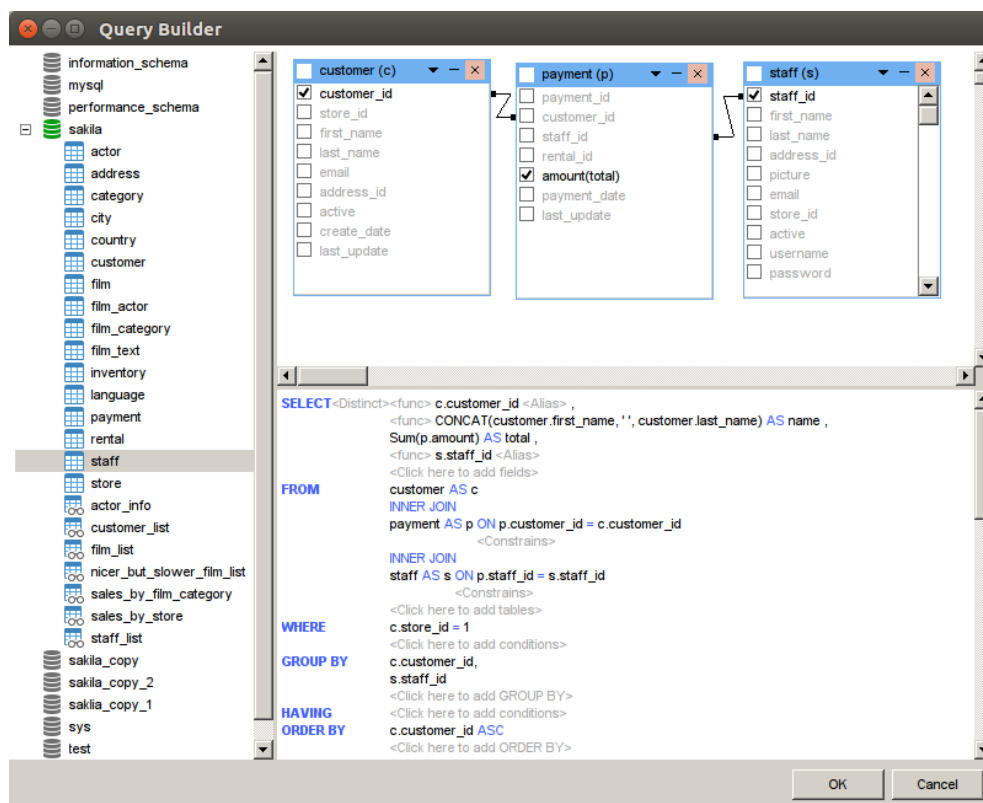 Query Builder
information_schema
mysql
performance_schema
sakila
actor
address
category
city
country
customer
film
film_actor
film_category
film_text
inventory
language
payment
rental
staff
store
actor_info
customer_list
film_list
nicer_but_slower_film_list
sales_by_film_category
sales_by_store
staff_list
sakila_copy
sakila_copy_2
saklia_copy_1
sys
test
customer (c)
customer_id
store_id
first_name
last_name
email
address_id
active
create_date
last_update
payment (p)
payment_id
customer_id
staff_id
rental_id
amount(total)
payment_date
last_update
staff (s)
staff_id
first_name
last_name
address_id
picture
email
store_id
active
username
password
SELECT<Distinct><func> c.customer_id <Alias> ,
<func> CONCAT(customer.first_name, ' ', customer.last_name) AS name ,
Sum(p.amount) AS total ,
<func> s.staff_id <Alias>
<Click here to add fields>
FROM customer AS c
INNER JOIN
payment AS p ON p.customer_id = c.customer_id
<Constrains>
INNER JOIN
staff AS s ON p.staff_id = s.staff_id
<Constrains>
<Click here to add tables>
WHERE c.store_id = 1
<Click here to add conditions>
GROUP BY c.customer_id,
s.staff_id
<Click here to add GROUP BY>
HAVING <Click here to add conditions>
ORDER BY c.customer_id ASC
<Click here to add ORDER BY>
OK Cancel